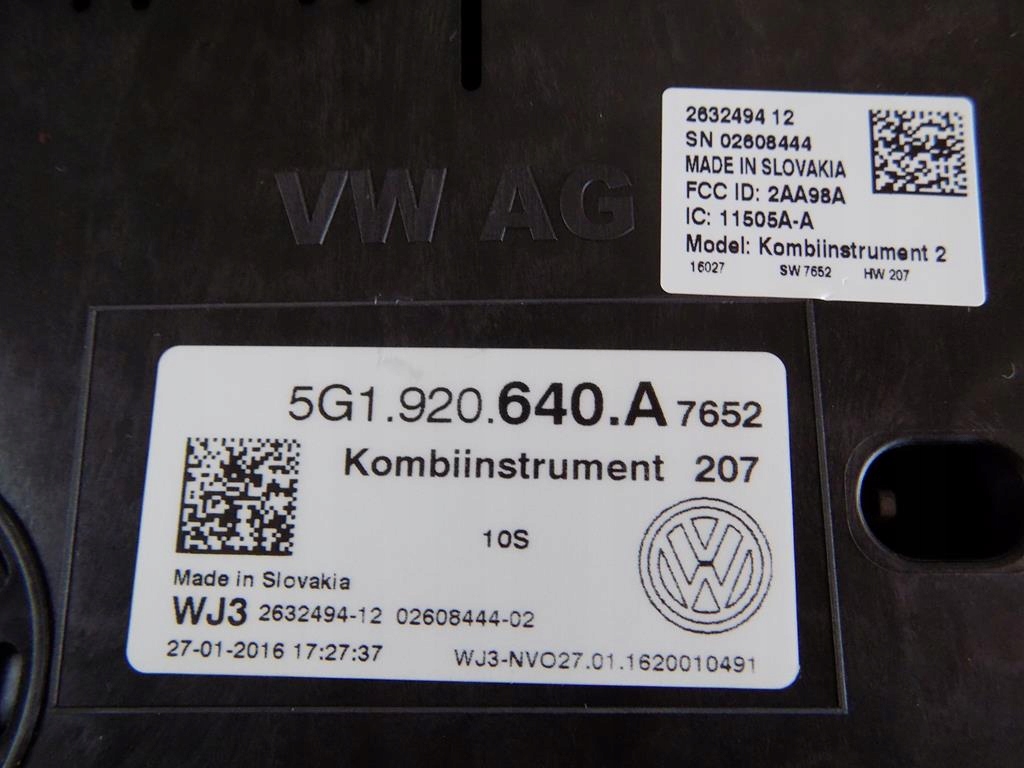 VW AG
2632494 12
SN 02608444
MADE IN SLOVAKIA
FCC ID: 2AA98A
IC: 11505A-A
Model: Kombiinstrument 2
16027 SW 7652 HW 207
5G1.920.640.A 7652
Kombiinstrument 207
10S
Made in Slovakia
WJ3 2632494-12 02608444-02
27-01-2016 17:27:37 WJ3-NVO27.01.1620010491